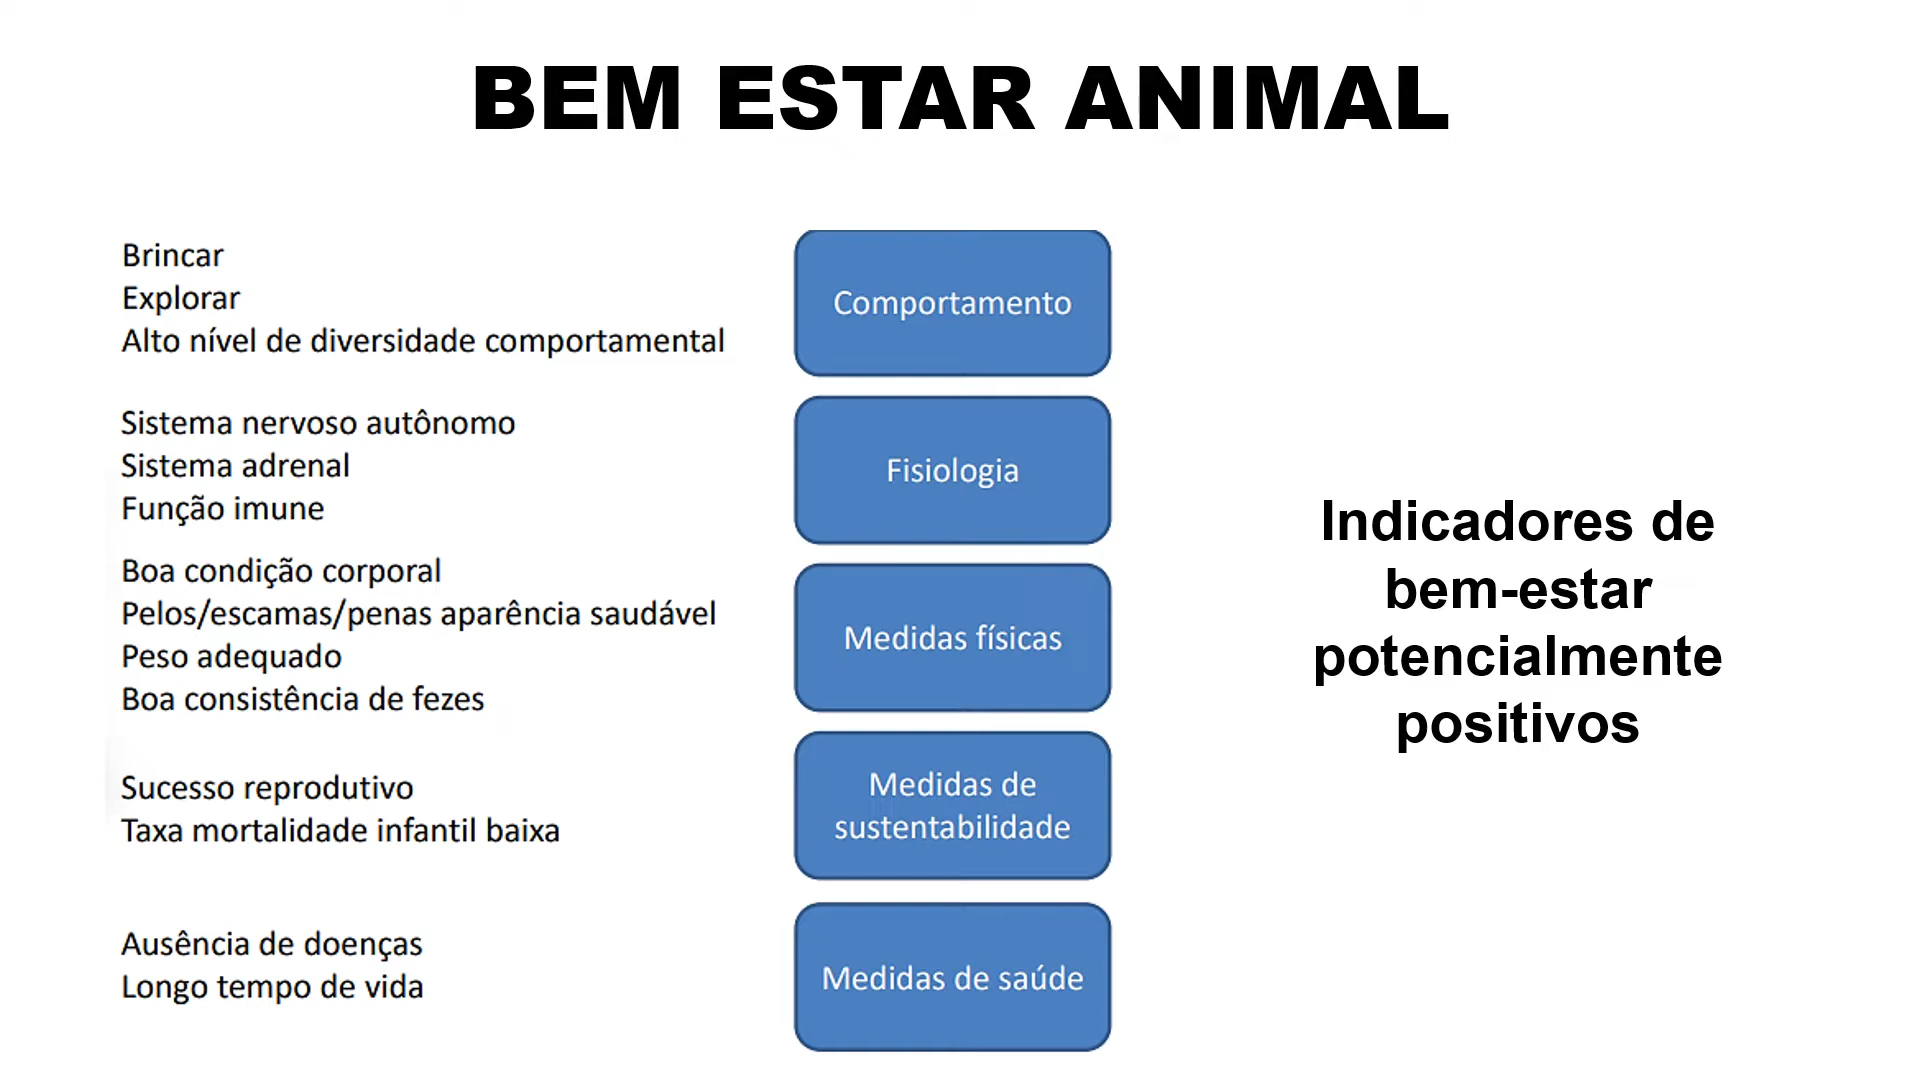 BEM ESTAR ANIMAL
Brincar
Explorar
Alto nível de diversidade comportamental
Comportamento
Sistema nervoso autônomo
Sistema adrenal
Função imune
Fisiologia
Boa condição corporal
Pelos/escamas/penas aparência saudável
Peso adequado
Boa consistência de fezes
Medidas físicas
Sucesso reprodutivo
Taxa mortalidade infantil baixa
Medidas de
sustentabilidade
Ausência de doenças
Longo tempo de vida
Medidas de saúde
Indicadores de
bem-estar
potencialmente
positivos